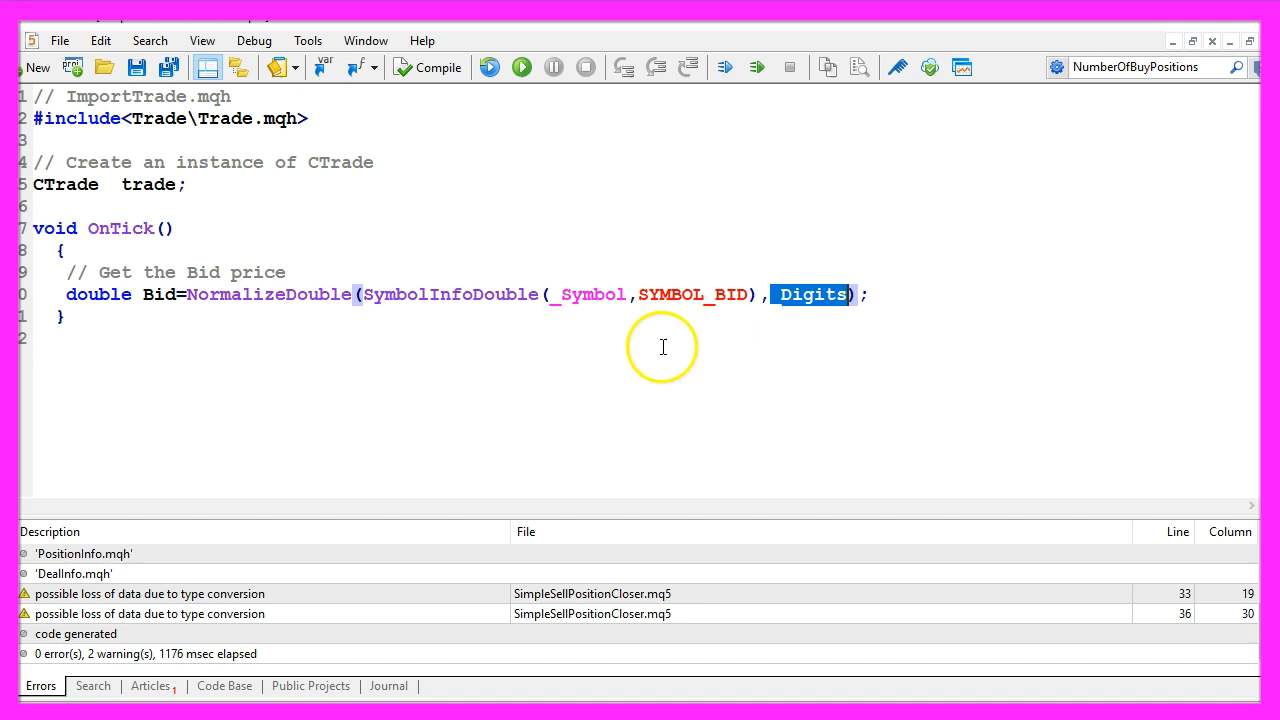 File Edit Search View Debug Tools Window Help
New Compile NumberOfBuyPositions
1 // ImportTrade.mqh
2 #include<Trade\Trade.mqh>
3
4 // Create an instance of CTrade
5 CTrade trade;
6
7 void OnTick()
8 {
9 // Get the Bid price
0 double Bid=NormalizeDouble(SymbolInfoDouble(_Symbol,SYMBOL_BID),_Digits);
1 }
2
Description File Line Column
'PositionInfo.mqh'
'DealInfo.mqh'
possible loss of data due to type conversion SimpleSellPositionCloser.mq5 33 19
possible loss of data due to type conversion SimpleSellPositionCloser.mq5 36 30
code generated
0 error(s), 2 warning(s), 1176 msec elapsed
Errors Search Articles 1 Code Base Public Projects Journal